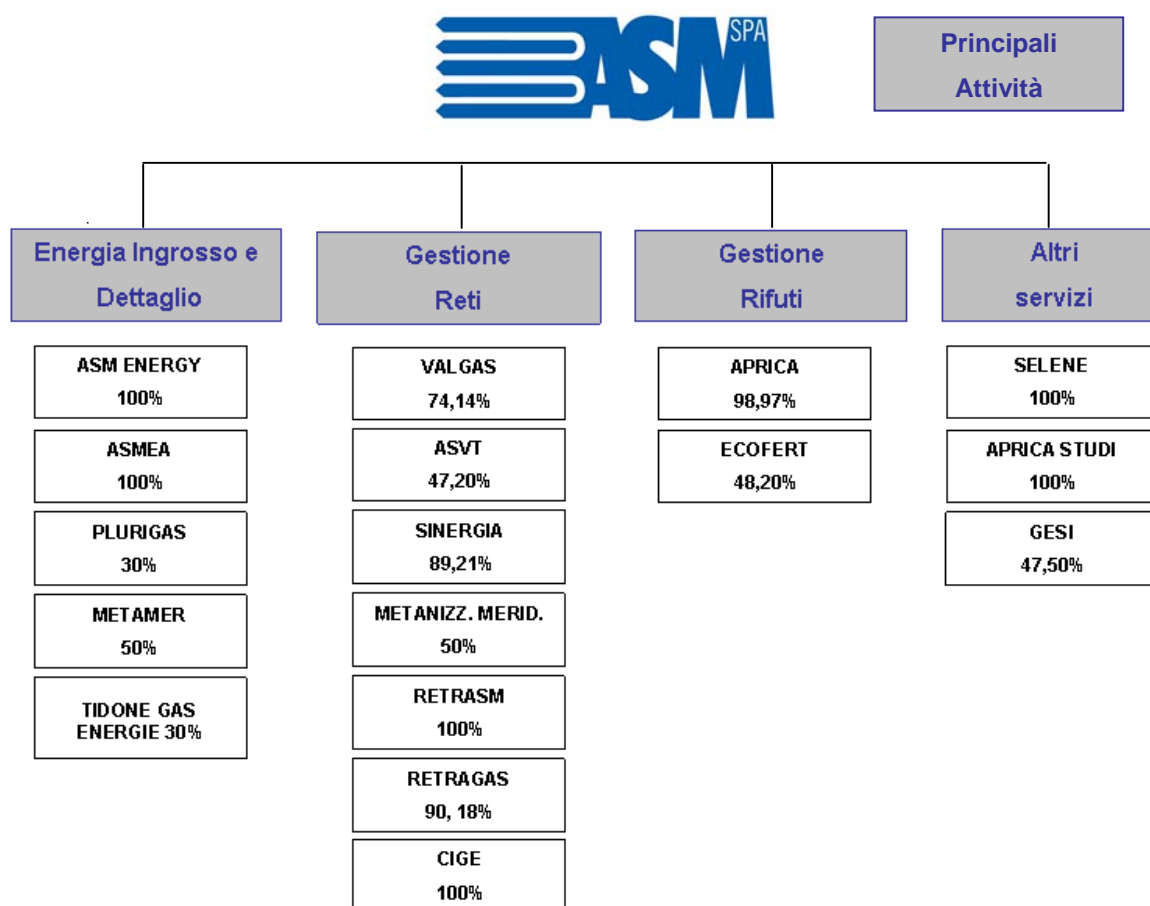 ASM SPA
Principali
Attività
Energia Ingrosso e
Dettaglio
ASM ENERGY
100%
ASMEA
100%
PLURIGAS
30%
METAMER
50%
TIDONE GAS
ENERGIE 30%
Gestione
Reti
VALGAS
74,14%
ASVT
47,20%
SINERGIA
89,21%
METANIZZ. MERID.
50%
RETRASM
100%
RETRAGAS
90, 18%
CIGE
100%
Gestione
Rifuti
APRICA
98,97%
ECOFERT
48,20%
Altri
servizi
SELENE
100%
APRICA STUDI
100%
GESI
47,50%